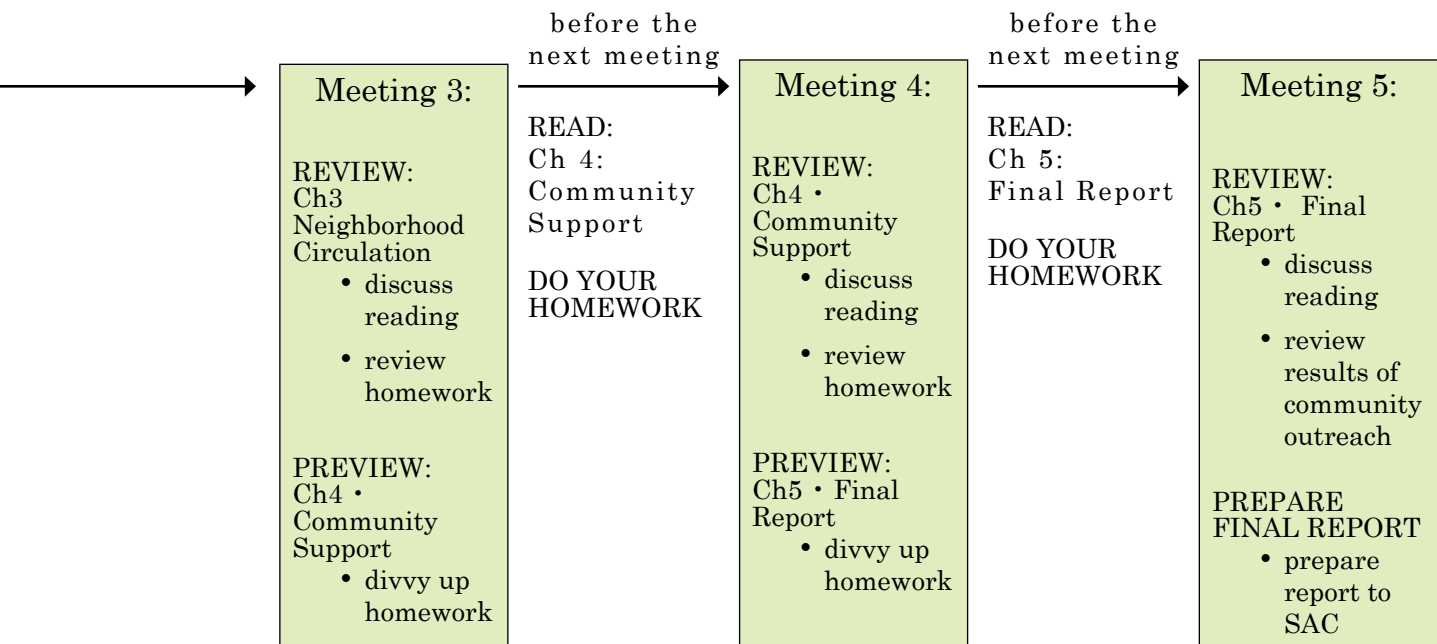 Meeting 3:
REVIEW:
Ch3
Neighborhood
Circulation
• discuss
reading
• review
homework
PREVIEW:
Ch4 •
Community
Support
• divvy up
homework
before the
next meeting
READ:
Ch 4:
Community
Support
DO YOUR
HOMEWORK
Meeting 4:
REVIEW:
Ch4 •
Community
Support
• discuss
reading
• review
homework
PREVIEW:
Ch5 • Final
Report
• divvy up
homework
before the
next meeting
READ:
Ch 5:
Final Report
DO YOUR
HOMEWORK
Meeting 5:
REVIEW:
Ch5 • Final
Report
• discuss
reading
• review
results of
community
outreach
PREPARE
FINAL REPORT
• prepare
report to
SAC